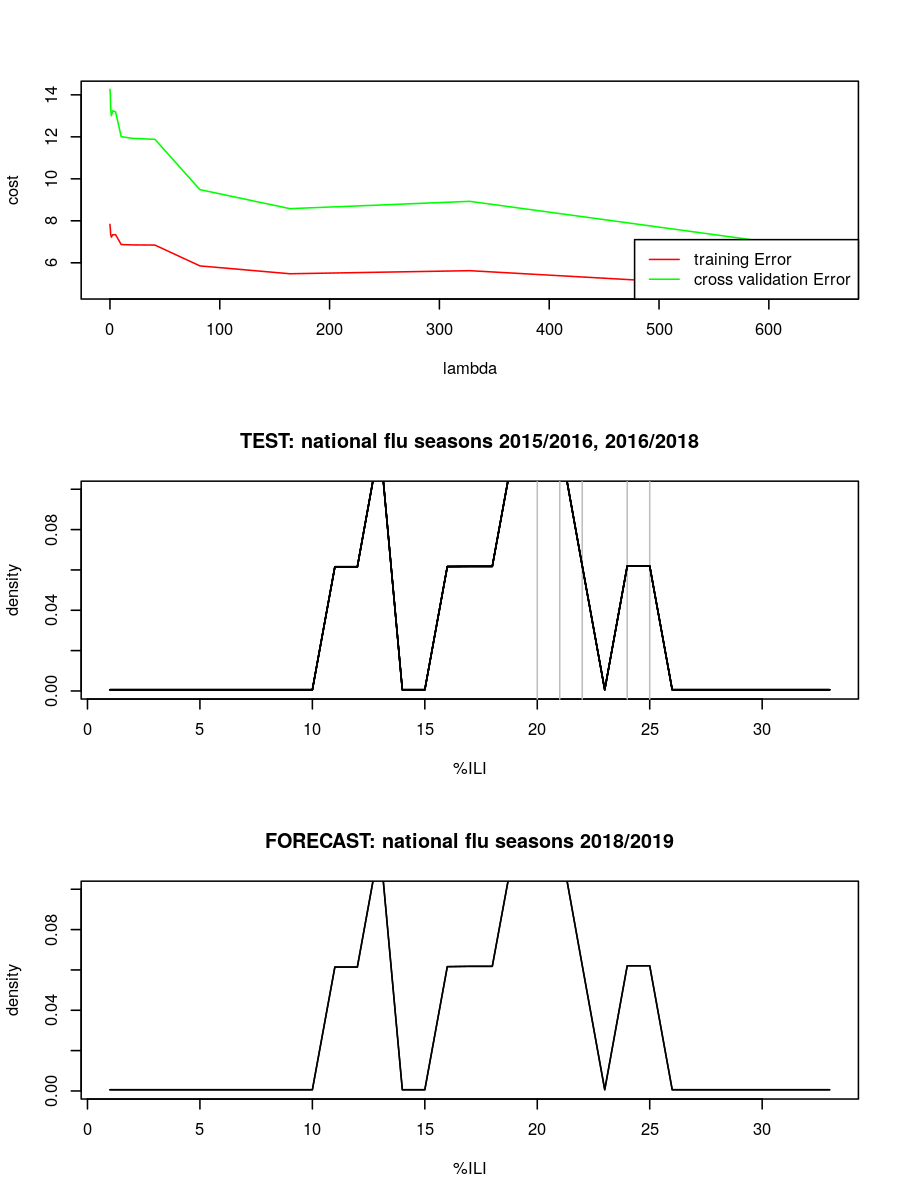 14
12
10
8
6
cost
0 100 200 300 400 500 600
lambda
training Error
cross validation Error
TEST: national flu seasons 2015/2016, 2016/2018
0.08
0.04
0.00
density
0 5 10 15 20 25 30
%ILI
FORECAST: national flu seasons 2018/2019
0.08
0.04
0.00
density
0 5 10 15 20 25 30
%ILI